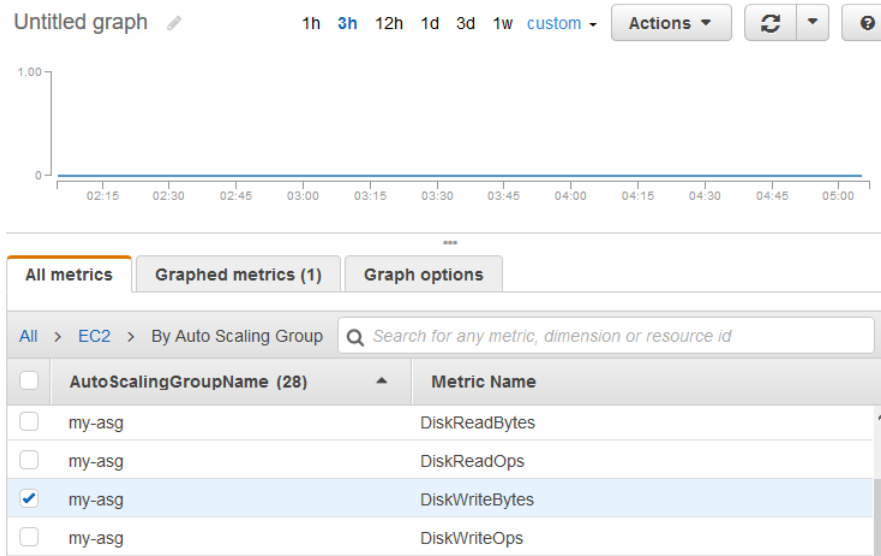 Untitled graph 1h 3h 12h 1d 3d 1w custom Actions ?
1.00
0
02:15 02:30 02:45 03:00 03:15 03:30 03:45 04:00 04:15 04:30 04:45 05:00
All metrics Graphed metrics (1) Graph options
All > EC2 > By Auto Scaling Group Search for any metric, dimension or resource id
AutoScalingGroupName (28) Metric Name
my-asg DiskReadBytes
my-asg DiskReadOps
my-asg DiskWriteBytes
my-asg DiskWriteOps